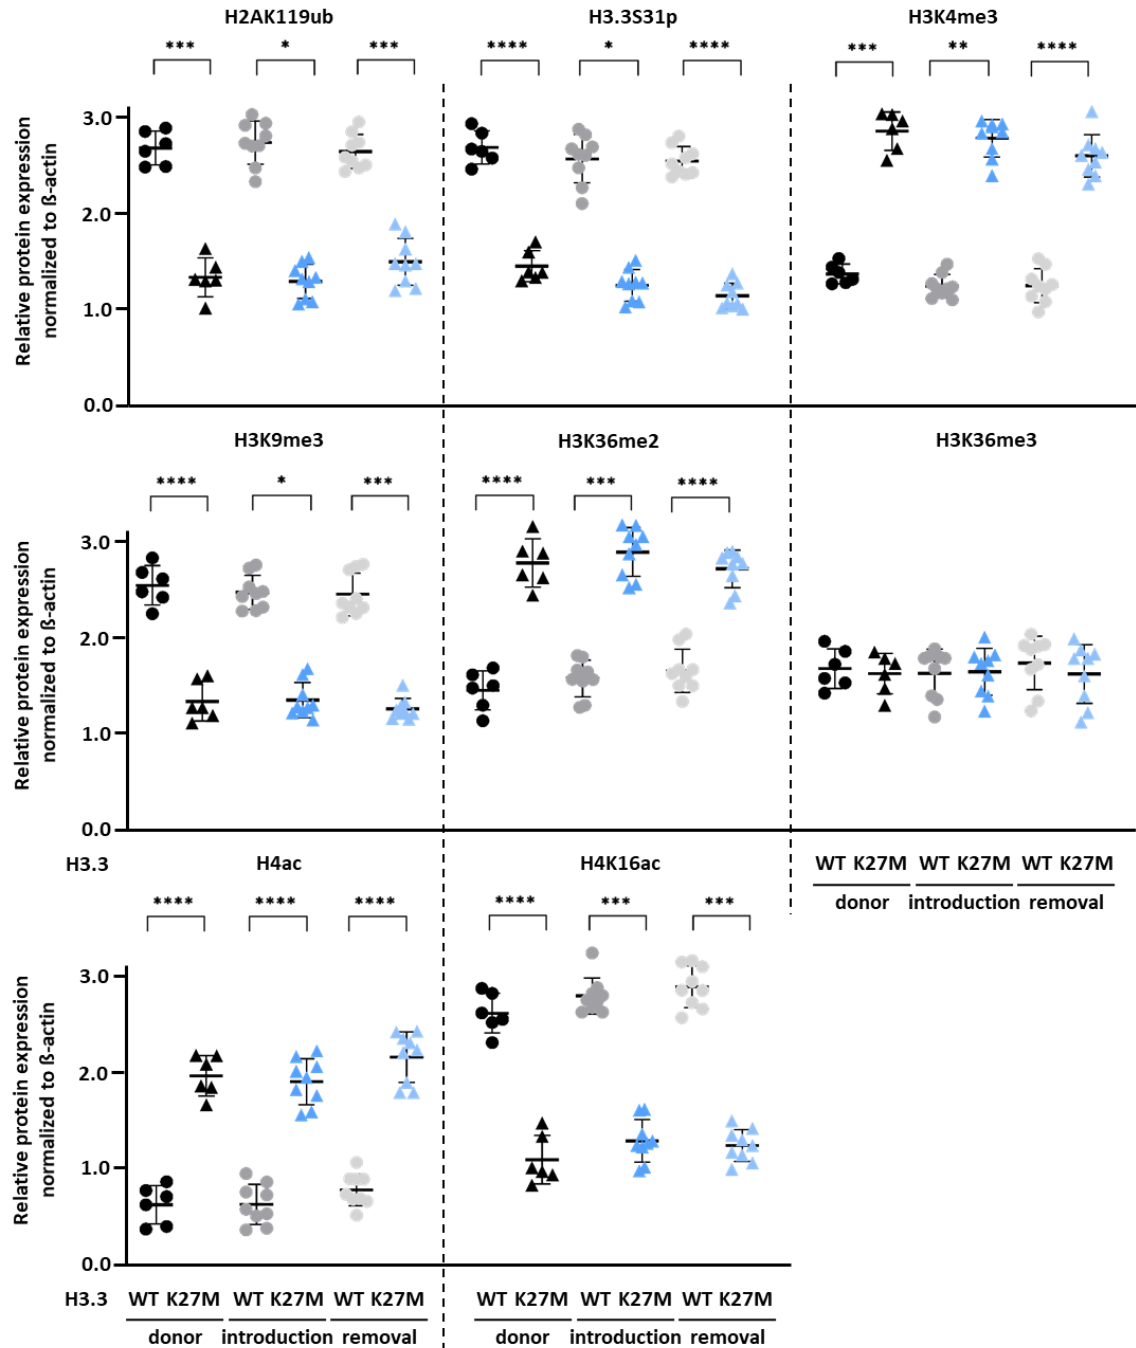 H2AK119ub H3.3S31p H3K4me3
*** * *** **** * **** *** ** ****
Relative protein expression
normalized to ß-actin
3.0
2.0
1.0
0.0
H3K9me3 H3K36me2 H3K36me3
**** * *** **** *** ****
Relative protein expression
normalized to ß-actin
3.0
2.0
1.0
0.0
H3.3 H4ac H4K16ac
WT K27M WT K27M WT K27M
donor introduction removal
**** **** **** **** *** ***
Relative protein expression
normalized to ß-actin
3.0
2.0
1.0
0.0
H3.3 WT K27M WT K27M WT K27M WT K27M WT K27M WT K27M
donor introduction removal donor introduction removal